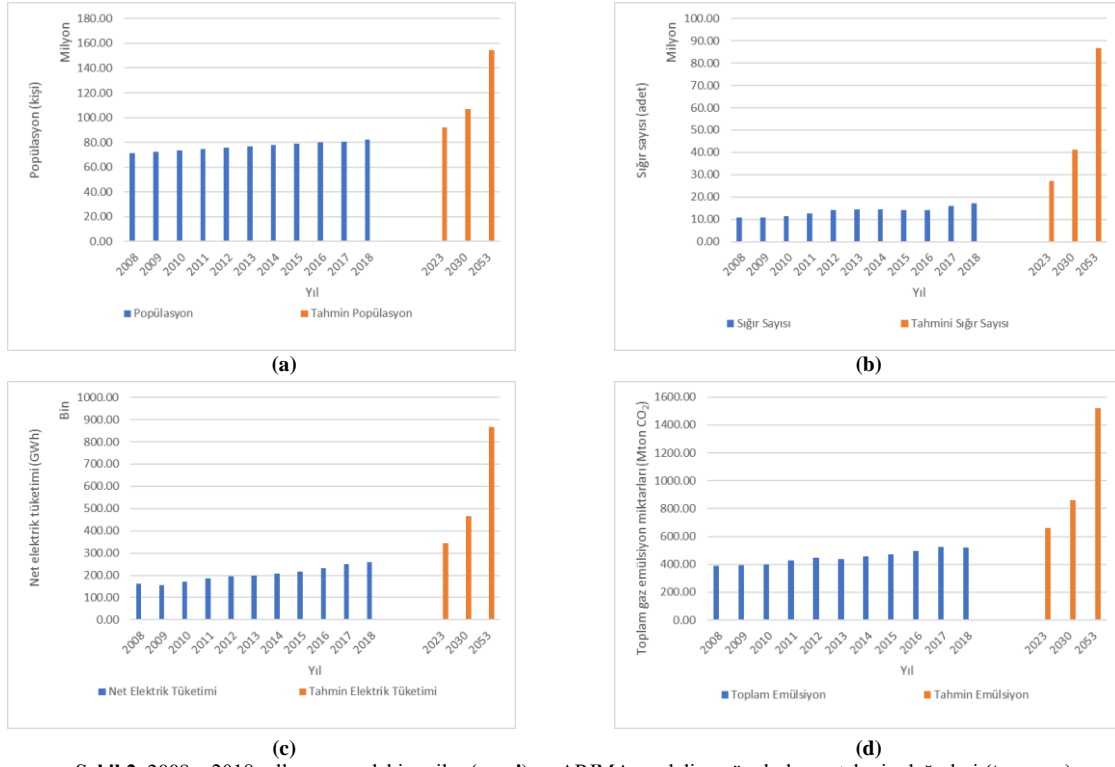 180.00
160.00
140.00
120.00
100.00
80.00
60.00
40.00
20.00
0.00
Milyon
Popülasyon (kişi)
2008 2009 2010 2011 2012 2013 2014 2015 2016 2017 2018 2023 2030 2053
Yıl
Popülasyon Tahmin Popülasyon
(a)
100.00
90.00
80.00
70.00
60.00
50.00
40.00
30.00
20.00
10.00
0.00
Milyon
Sığır sayısı (adet)
2008 2009 2010 2011 2012 2013 2014 2015 2016 2017 2018 2023 2030 2053
Yıl
Sığır Sayısı Tahmini Sığır Sayısı
(b)
1000.00
900.00
800.00
700.00
600.00
500.00
400.00
300.00
200.00
100.00
0.00
Bin
Net elektrik tüketimi (GWh)
2008 2009 2010 2011 2012 2013 2014 2015 2016 2017 2018 2023 2030 2053
Yıl
Net Elektrik Tüketimi Tahmin Elektrik Tüketimi
(c)
1600.00
1400.00
1200.00
1000.00
800.00
600.00
400.00
200.00
0.00
Toplam gaz emülsiyon miktarları (Mton CO₂)
2008 2009 2010 2011 2012 2013 2014 2015 2016 2017 2018 2023 2030 2053
Yıl
Toplam Emülsiyon Tahmin Emülsiyon
(d)
Şekil 2. 2008 – 2018